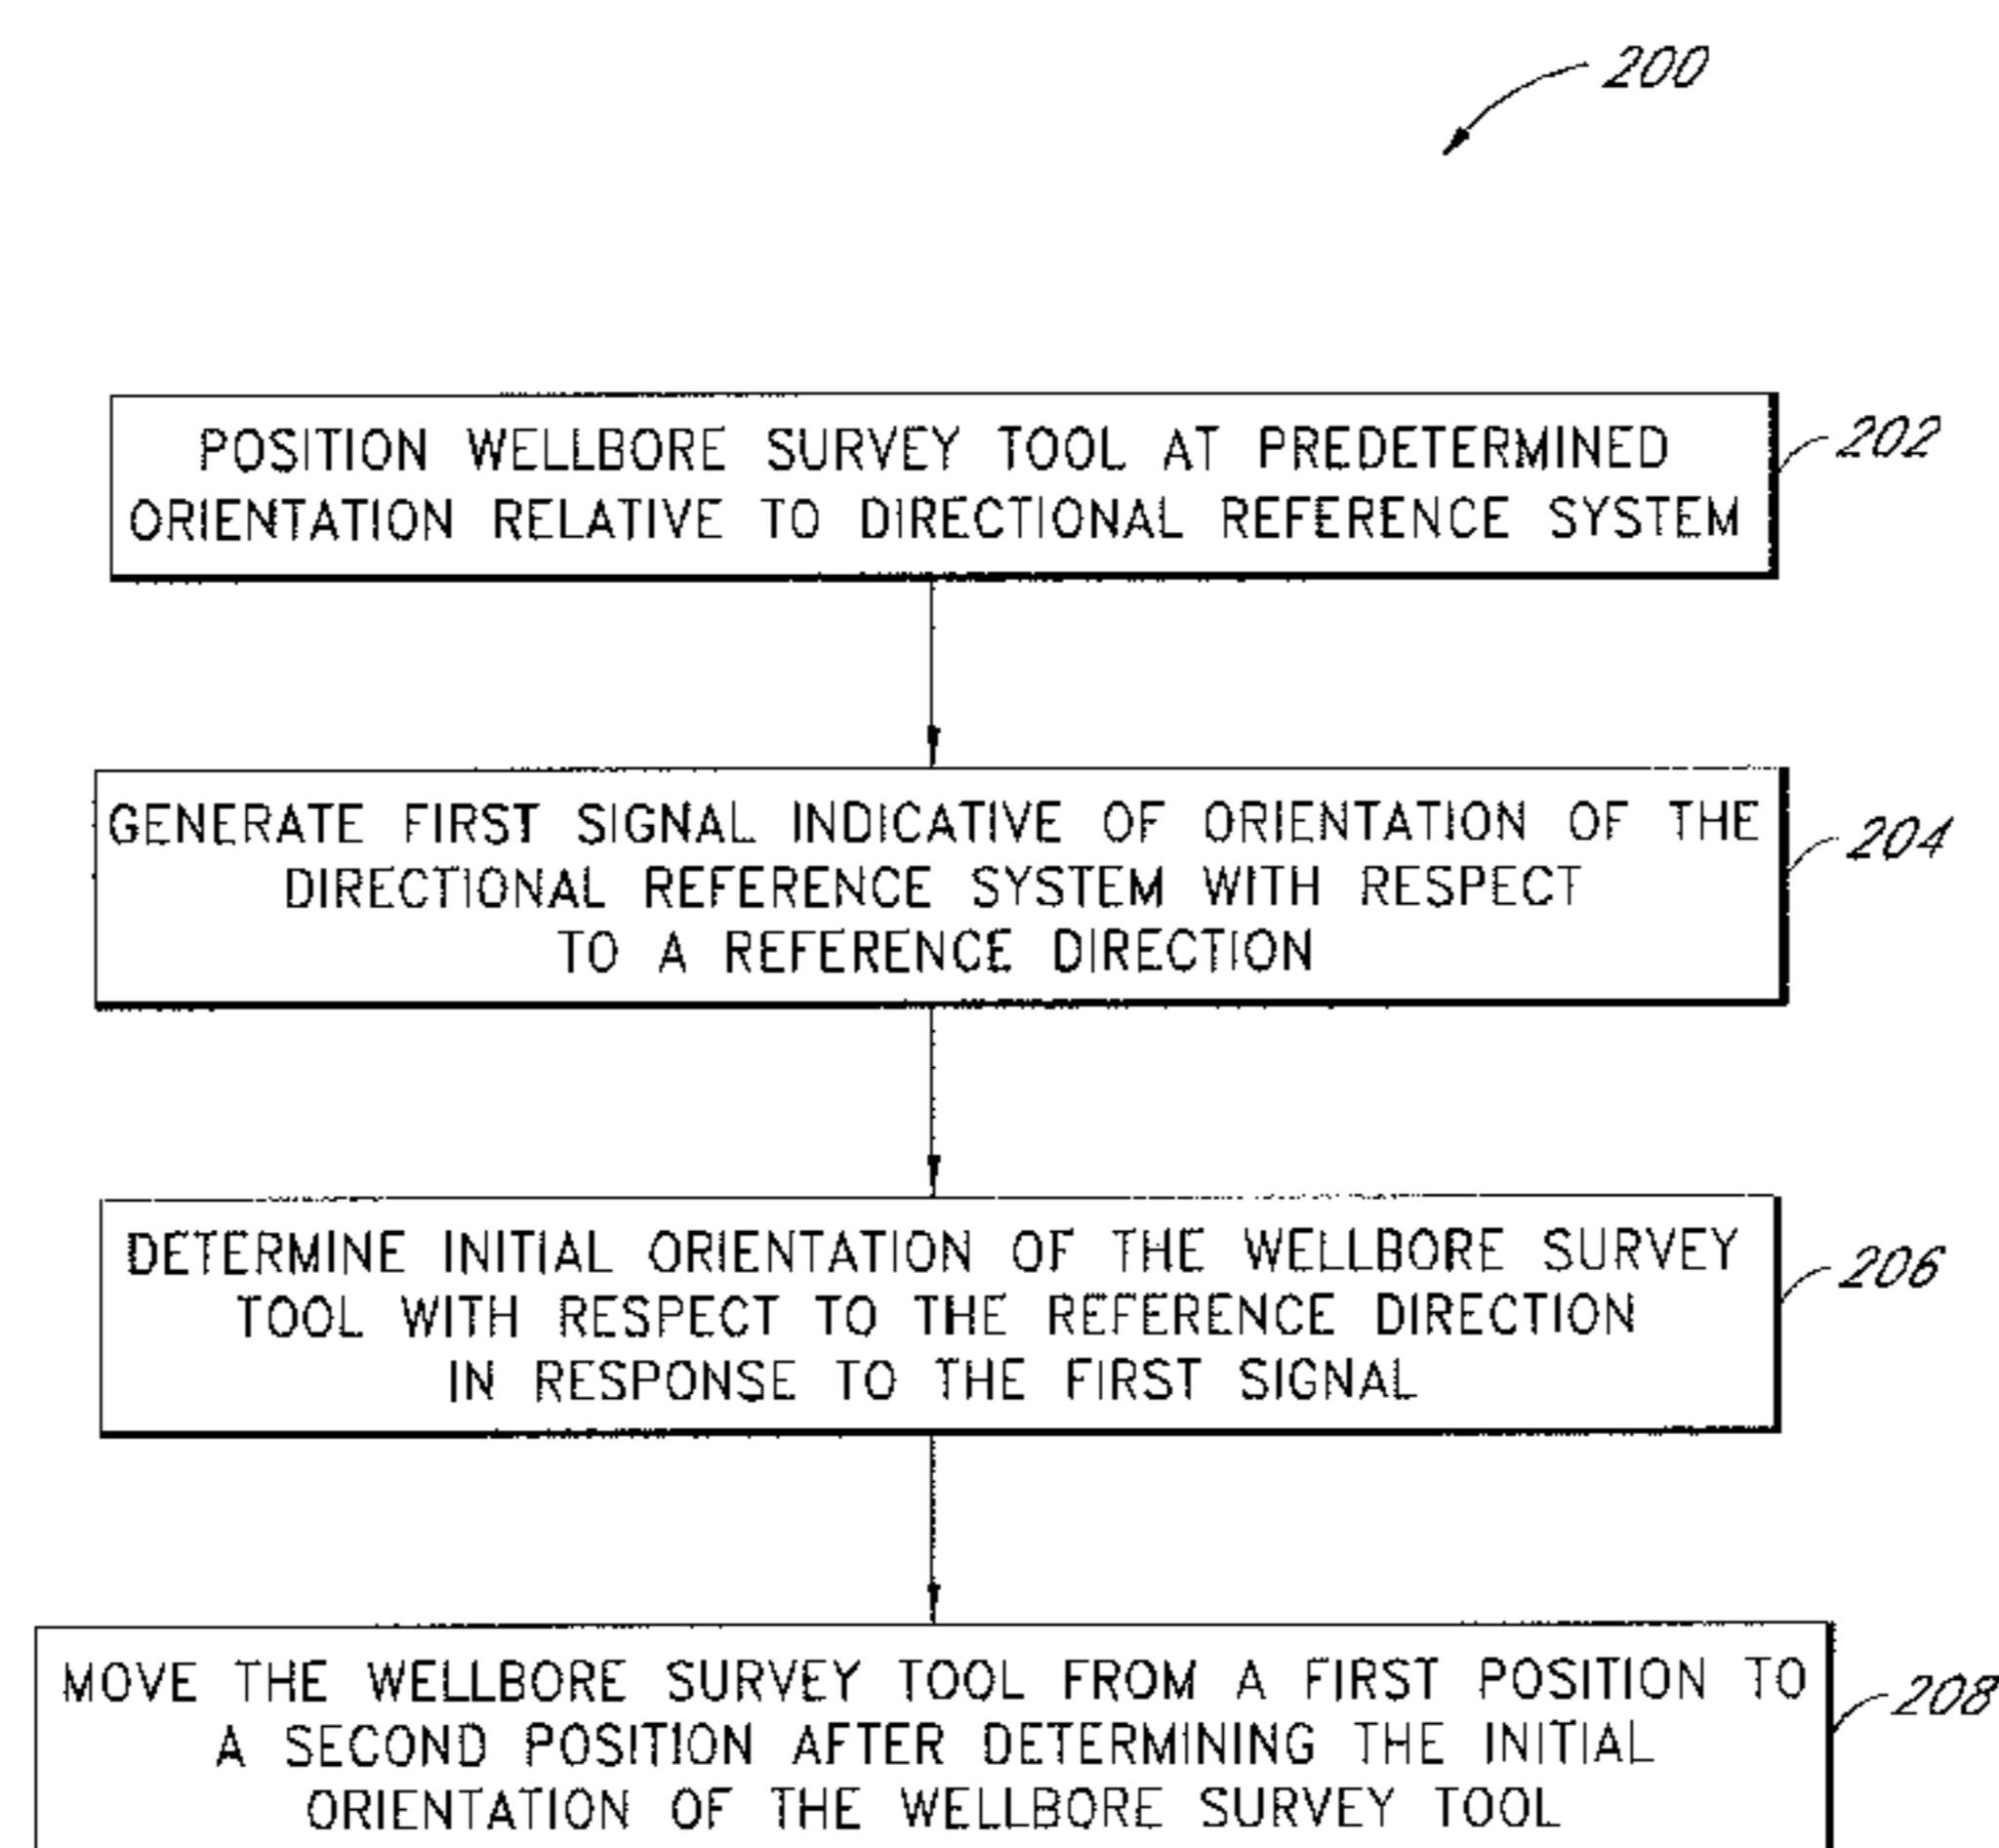 200
POSITION WELLBORE SURVEY TOOL AT PREDETERMINED
ORIENTATION RELATIVE TO DIRECTIONAL REFERENCE SYSTEM
202
GENERATE FIRST SIGNAL INDICATIVE OF ORIENTATION OF THE
DIRECTIONAL REFERENCE SYSTEM WITH RESPECT
TO A REFERENCE DIRECTION
204
DETERMINE INITIAL ORIENTATION OF THE WELLBORE SURVEY
TOOL WITH RESPECT TO THE REFERENCE DIRECTION
IN RESPONSE TO THE FIRST SIGNAL
206
MOVE THE WELLBORE SURVEY TOOL FROM A FIRST POSITION TO
A SECOND POSITION AFTER DETERMINING THE INITIAL
ORIENTATION OF THE WELLBORE SURVEY TOOL
208